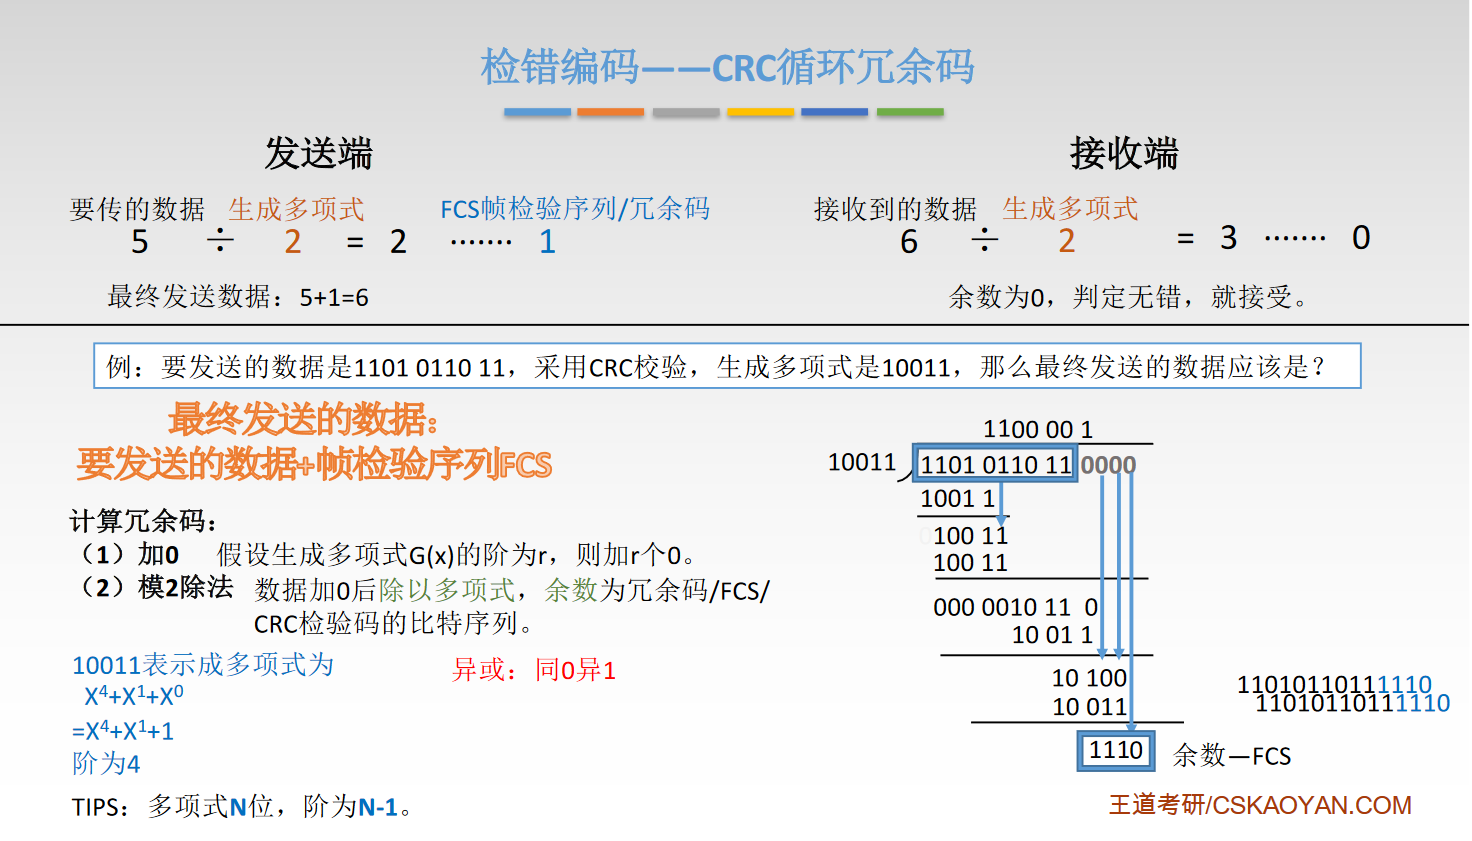 检错编码——CRC循环冗余码
发送端
接收端
要传的数据 生成多项式 FCS帧检验序列/冗余码
5 ÷ 2 = 2 ······· 1
最终发送数据：5+1=6
接收到的数据 生成多项式
6 ÷ 2 = 3 ······· 0
余数为0，判定无错，就接受。
例：要发送的数据是1101 0110 11，采用CRC校验，生成多项式是10011，那么最终发送的数据应该是？
最终发送的数据：
要发送的数据+帧检验序列FCS
计算冗余码：
（1）加0 假设生成多项式G(x)的阶为r，则加r个0。
（2）模2除法 数据加0后除以多项式，余数为冗余码/FCS/
CRC检验码的比特序列。
10011表示成多项式为
X⁴+X¹+X⁰
=X⁴+X¹+1
阶为4
异或：同0异1
TIPS：多项式N位，阶为N-1。
1100 00 1
10011 1101 0110 11 0000
1001 1
0100 11
100 11
000 0010 11 0
10 01 1
10 100
10 011
1110 余数—FCS
11010110111110
11010110111110
王道考研/CSKAOYAN.COM